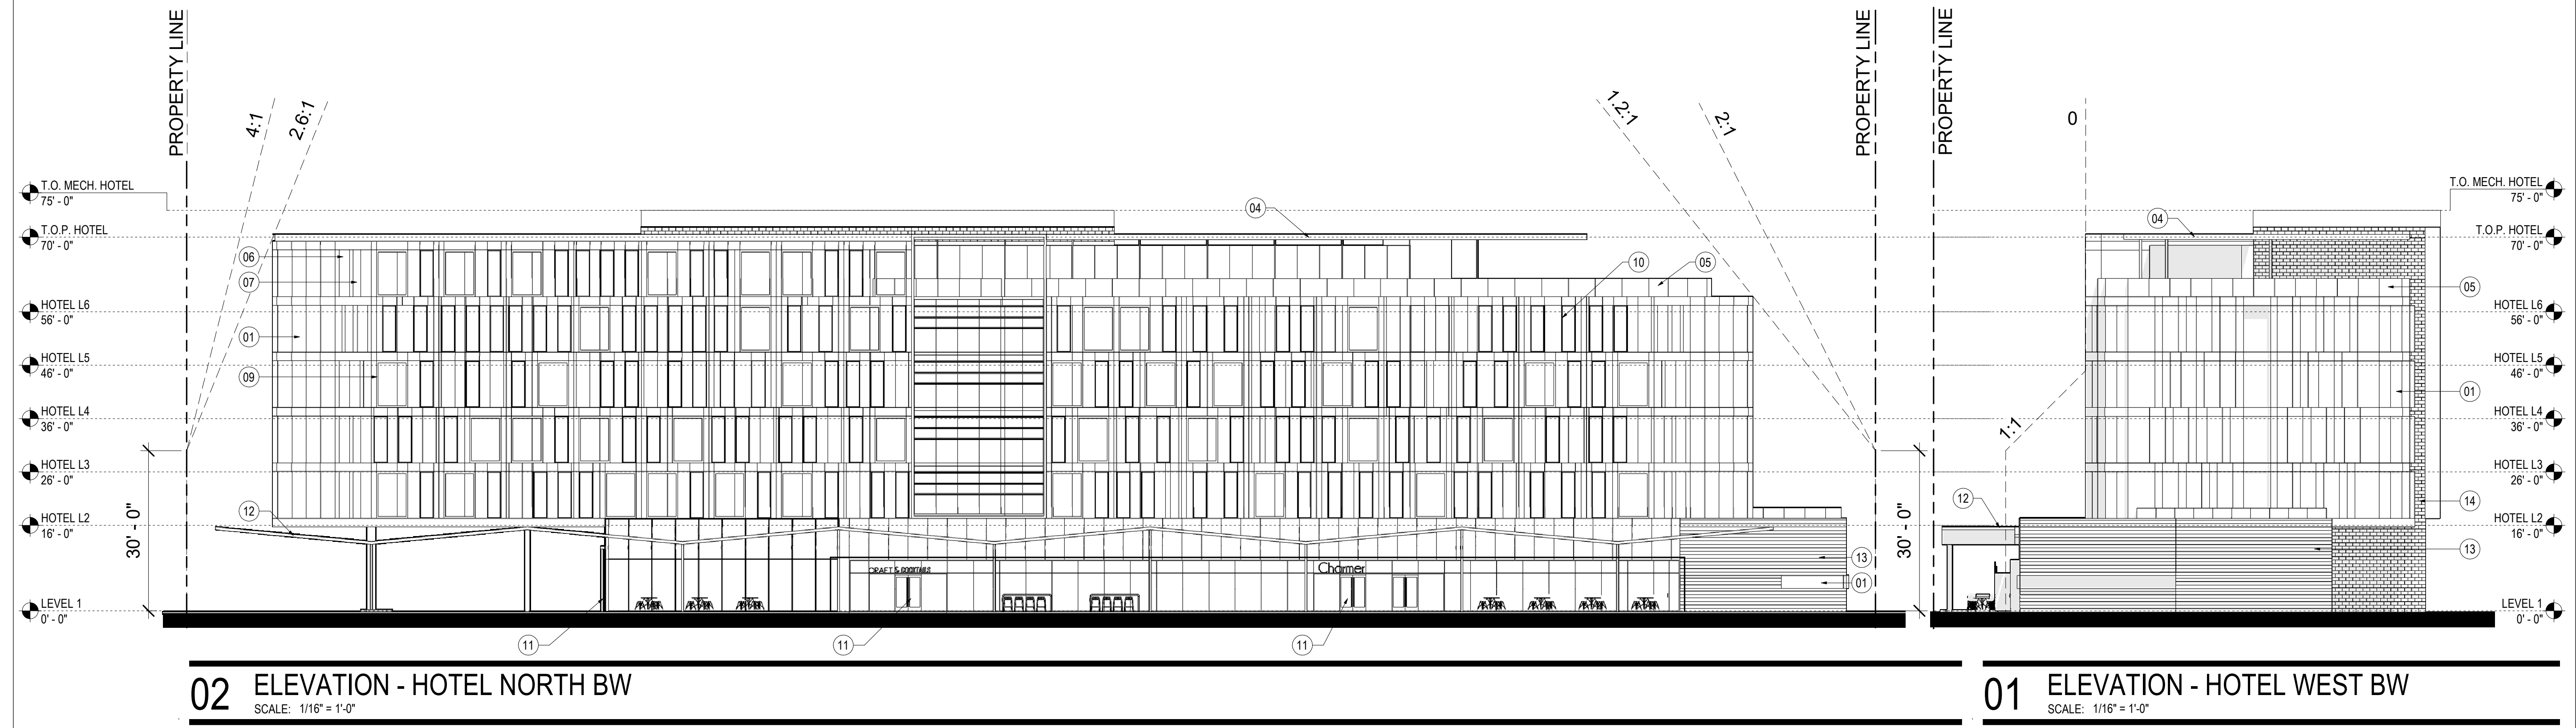 PROPERTY LINE
4:1
2.6:1
1.2:1
2:1
PROPERTY LINE
PROPERTY LINE
0
1:1
T.O. MECH. HOTEL
75' - 0"
T.O.P. HOTEL
70' - 0"
HOTEL L6
56' - 0"
HOTEL L5
46' - 0"
HOTEL L4
36' - 0"
HOTEL L3
26' - 0"
HOTEL L2
16' - 0"
LEVEL 1
0' - 0"
30' - 0"
06
07
01
09
12
04
10
05
13
01
CRAFT & COCKTAILS
Charmer
11
11
11
30' - 0"
04
05
01
14
12
13
T.O. MECH. HOTEL
75' - 0"
T.O.P. HOTEL
70' - 0"
HOTEL L6
56' - 0"
HOTEL L5
46' - 0"
HOTEL L4
36' - 0"
HOTEL L3
26' - 0"
HOTEL L2
16' - 0"
LEVEL 1
0' - 0"
02 ELEVATION - HOTEL NORTH BW
SCALE: 1/16" = 1'-0"
01 ELEVATION - HOTEL WEST BW
SCALE: 1/16" = 1'-0"